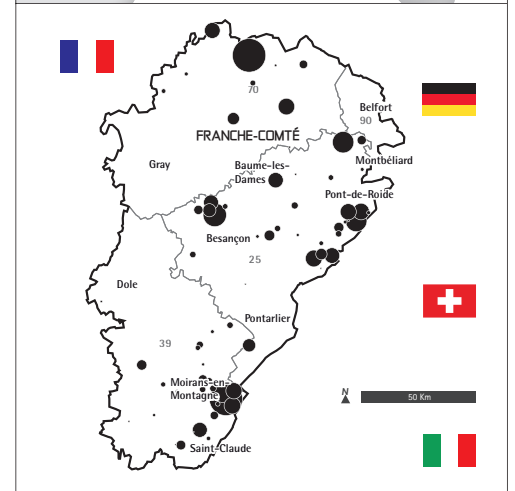 70
Belfort
90
FRANCHE-COMTÉ
Montbéliard
Gray
Baume-les-
Dames
Pont-de-Roide
Besançon
25
Dole
Pontarlier
39
Moirans-en-
Montagne
N
50 Km
Saint-Claude